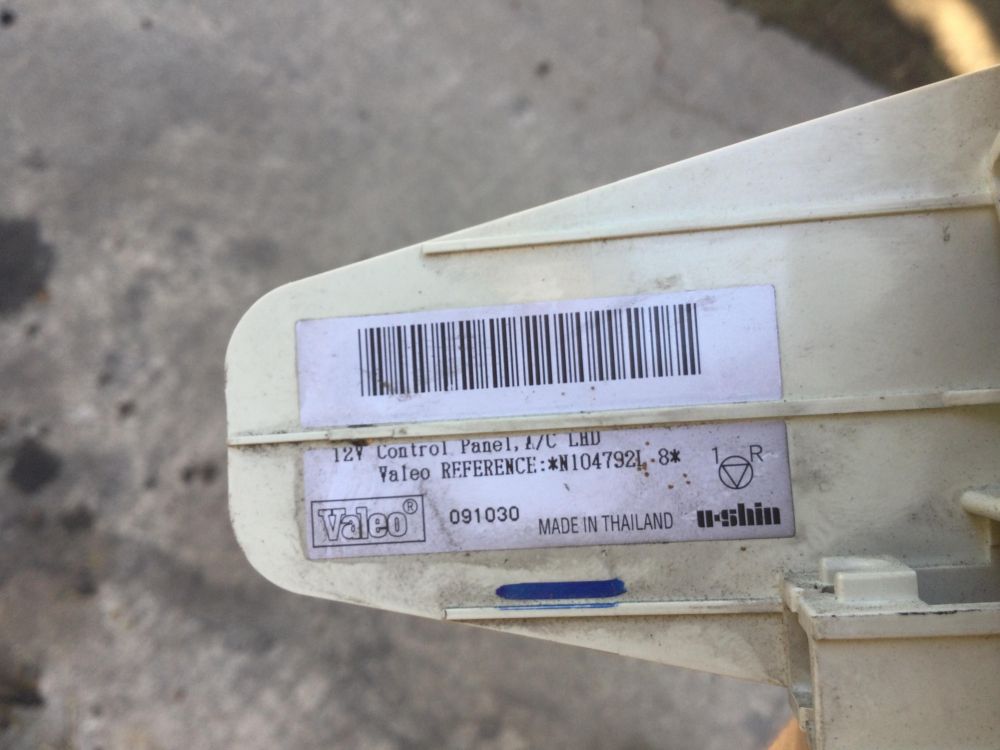 12V Control Panel, A/C LHD
Valeo REFERENCE:*N104792L 8*
1 R
Valeo® 091030 MADE IN THAILAND u-shin